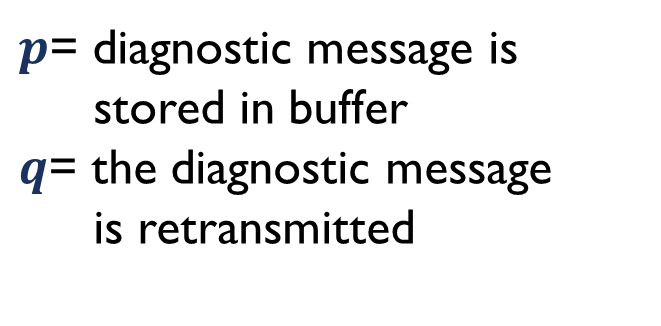 p= diagnostic message is
stored in buffer
q= the diagnostic message
is retransmitted